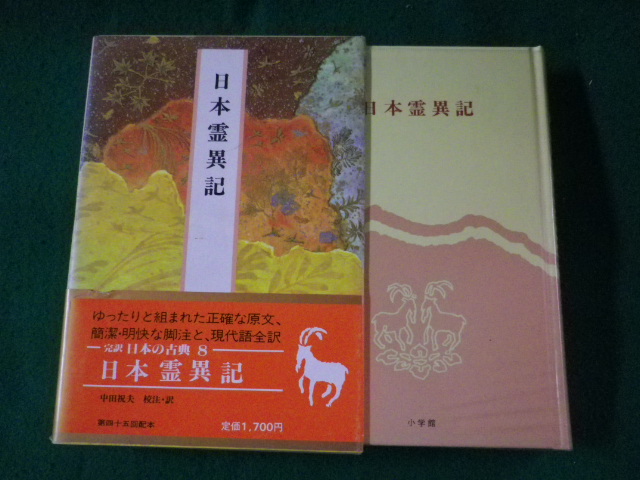 日本霊異記
ゆったりと組まれた正確な原文、
簡潔・明快な脚注と、現代語全訳
完訳 日本の古典 8
日本霊異記
中田祝夫 校注・訳
第四十五回配本
定価1,700円
日本霊異記
小学館